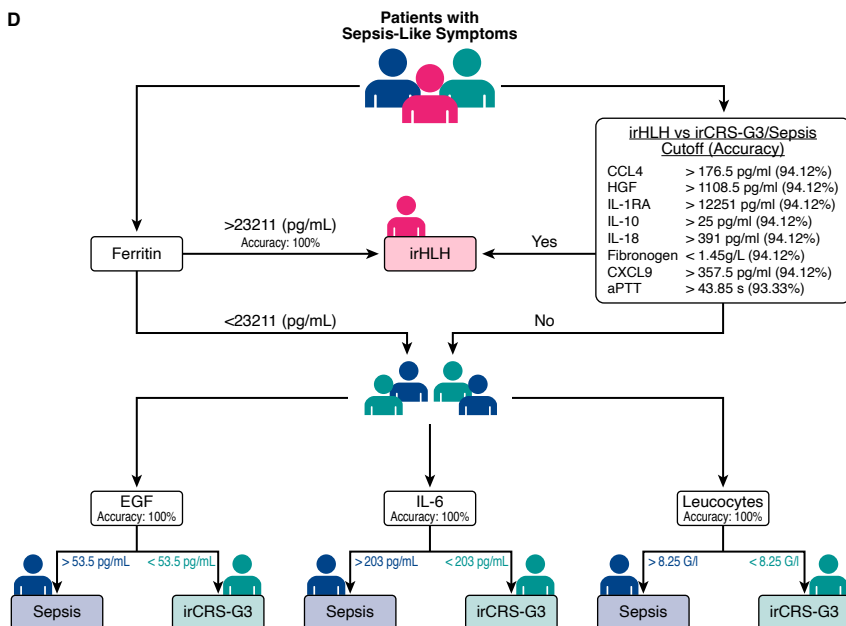 D
Patients with
Sepsis-Like Symptoms
irHLH vs irCRS-G3/Sepsis
Cutoff (Accuracy)
CCL4 > 176.5 pg/ml (94.12%)
HGF > 1108.5 pg/ml (94.12%)
IL-1RA > 12251 pg/ml (94.12%)
IL-10 > 25 pg/ml (94.12%)
IL-18 > 391 pg/ml (94.12%)
Fibronogen < 1.45g/L (94.12%)
CXCL9 > 357.5 pg/ml (94.12%)
aPTT > 43.85 s (93.33%)
Ferritin
>23211 (pg/mL)
Accuracy: 100%
irHLH
Yes
<23211 (pg/mL)
No
EGF
Accuracy: 100%
IL-6
Accuracy: 100%
Leucocytes
Accuracy: 100%
> 53.5 pg/mL
< 53.5 pg/mL
> 203 pg/mL
< 203 pg/mL
> 8.25 G/l
< 8.25 G/l
Sepsis
irCRS-G3
Sepsis
irCRS-G3
Sepsis
irCRS-G3